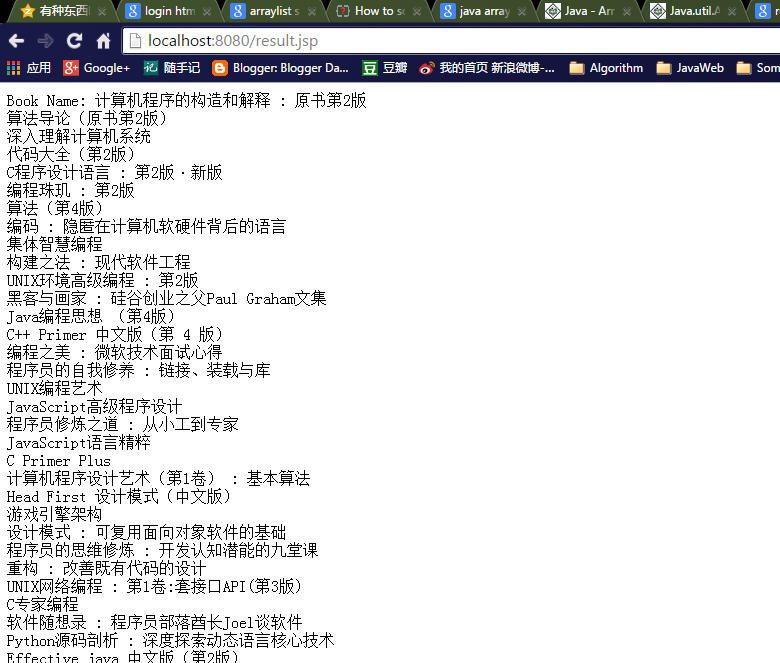 有种东西
login htm
arraylist s
How to so
java array
Java - Arr
Java.util.A
localhost:8080/result.jsp
应用 Google+ 随手记 Blogger: Blogger Da... 豆瓣 我的首页 新浪微博-... Algorithm JavaWeb Som
Book Name: 计算机程序的构造和解释 : 原书第2版
算法导论（原书第2版）
深入理解计算机系统
代码大全（第2版）
C程序设计语言 : 第2版·新版
编程珠玑 : 第2版
算法（第4版）
编码 : 隐匿在计算机软硬件背后的语言
集体智慧编程
构建之法 : 现代软件工程
UNIX环境高级编程 : 第2版
黑客与画家 : 硅谷创业之父Paul Graham文集
Java编程思想 （第4版）
C++ Primer 中文版（第 4 版）
编程之美 : 微软技术面试心得
程序员的自我修养 : 链接、装载与库
UNIX编程艺术
JavaScript高级程序设计
程序员修炼之道 : 从小工到专家
JavaScript语言精粹
C Primer Plus
计算机程序设计艺术（第1卷） : 基本算法
Head First 设计模式（中文版）
游戏引擎架构
设计模式 : 可复用面向对象软件的基础
程序员的思维修炼 : 开发认知潜能的九堂课
重构 : 改善既有代码的设计
UNIX网络编程 : 第1卷:套接口API(第3版)
C专家编程
软件随想录 : 程序员部落酋长Joel谈软件
Python源码剖析 : 深度探索动态语言核心技术
Effective java 中文版（第2版）